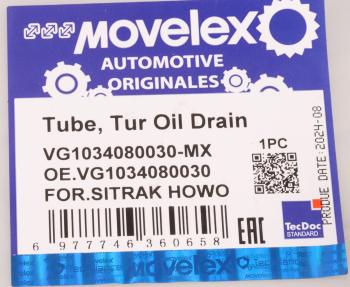 movelex
AUTOMOTIVE
ORIGINALES
Tube, Tur Oil Drain
VG1034080030-MX
OE.VG1034080030
FOR.SITRAK HOWO
1PC
PRODUE DATE:2024-08
6 977746 360658
EAC
TecDoc
STANDARD
movelex